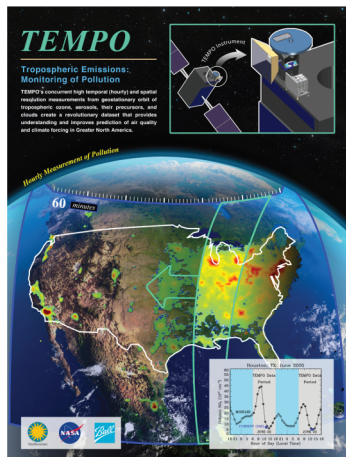 TEMPO
Tropospheric Emissions:
Monitoring of Pollution
TEMPO's concurrent high temporal (hourly) and spatial
resolution measurements from geostationary orbit of
tropospheric ozone, aerosols, their precursors, and
clouds create a revolutionary dataset that provides
understanding and improves prediction of air quality
and climate forcing in Greater North America.
TEMPO Instrument
Hourly Measurement of Pollution
60 minutes
Houston, TX: June 2005
TEMPO Data
Period
TEMPO Data
Period
Hour of Day (Local Time)
Smithsonian
NASA
Ball